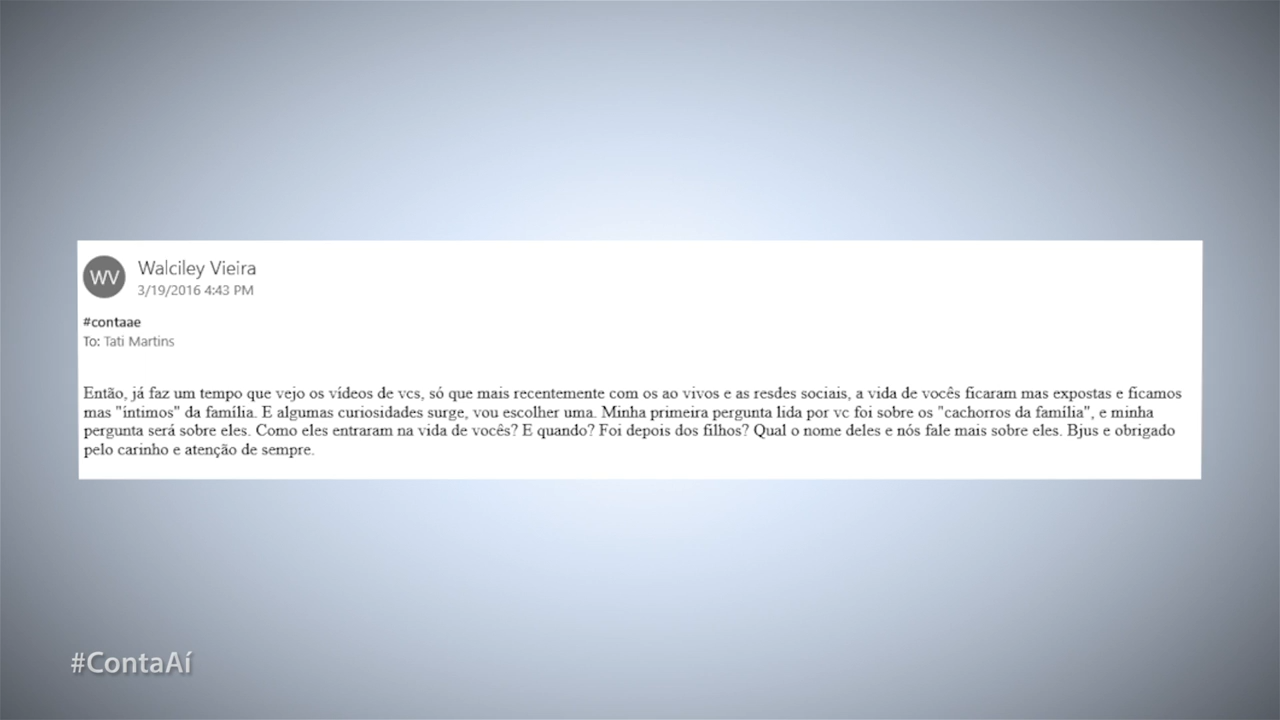 WV
Walciley Vieira
3/19/2016 4:43 PM
#contaae
To: Tati Martins
Então, já faz um tempo que vejo os vídeos de vcs, só que mais recentemente com os ao vivos e as resdes sociais, a vida de vocês ficaram mas expostas e ficamos
mas "íntimos" da família. E algumas curiosidades surge, vou escolher uma. Minha primeira pergunta lida por vc foi sobre os "cachorros da família", e minha
pergunta será sobre eles. Como eles entraram na vida de vocês? E quando? Foi depois dos filhos? Qual o nome deles e nós fale mais sobre eles. Bjus e obrigado
pelo carinho e atenção de sempre.
#ContaAí